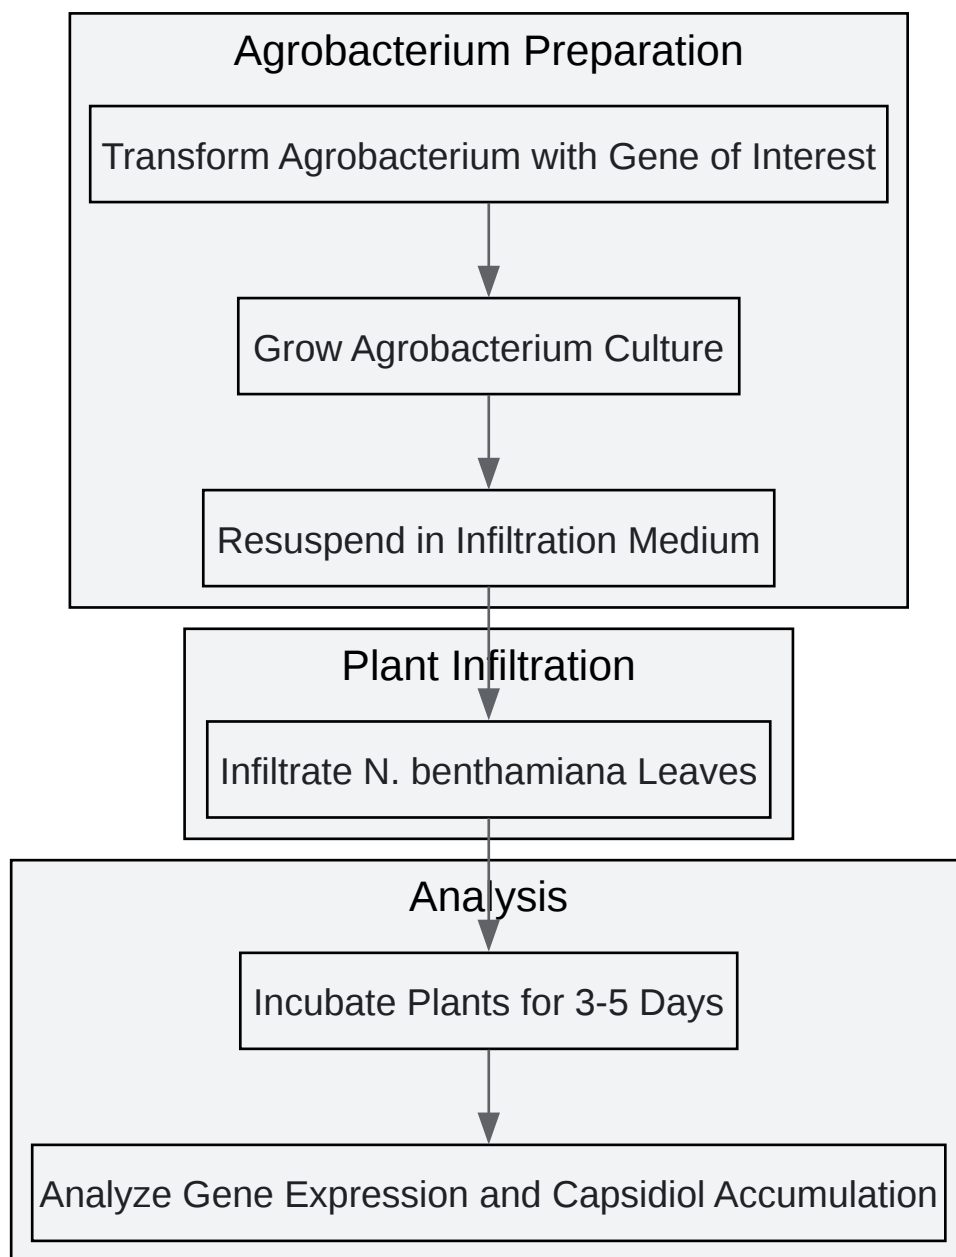 Agrobacterium Preparation
Transform Agrobacterium with Gene of Interest
Grow Agrobacterium Culture
Resuspend in Infiltration Medium
Plant Infiltration
Infiltrate N. benthamiana Leaves
Analysis
Incubate Plants for 3-5 Days
Analyze Gene Expression and Capsidiol Accumulation